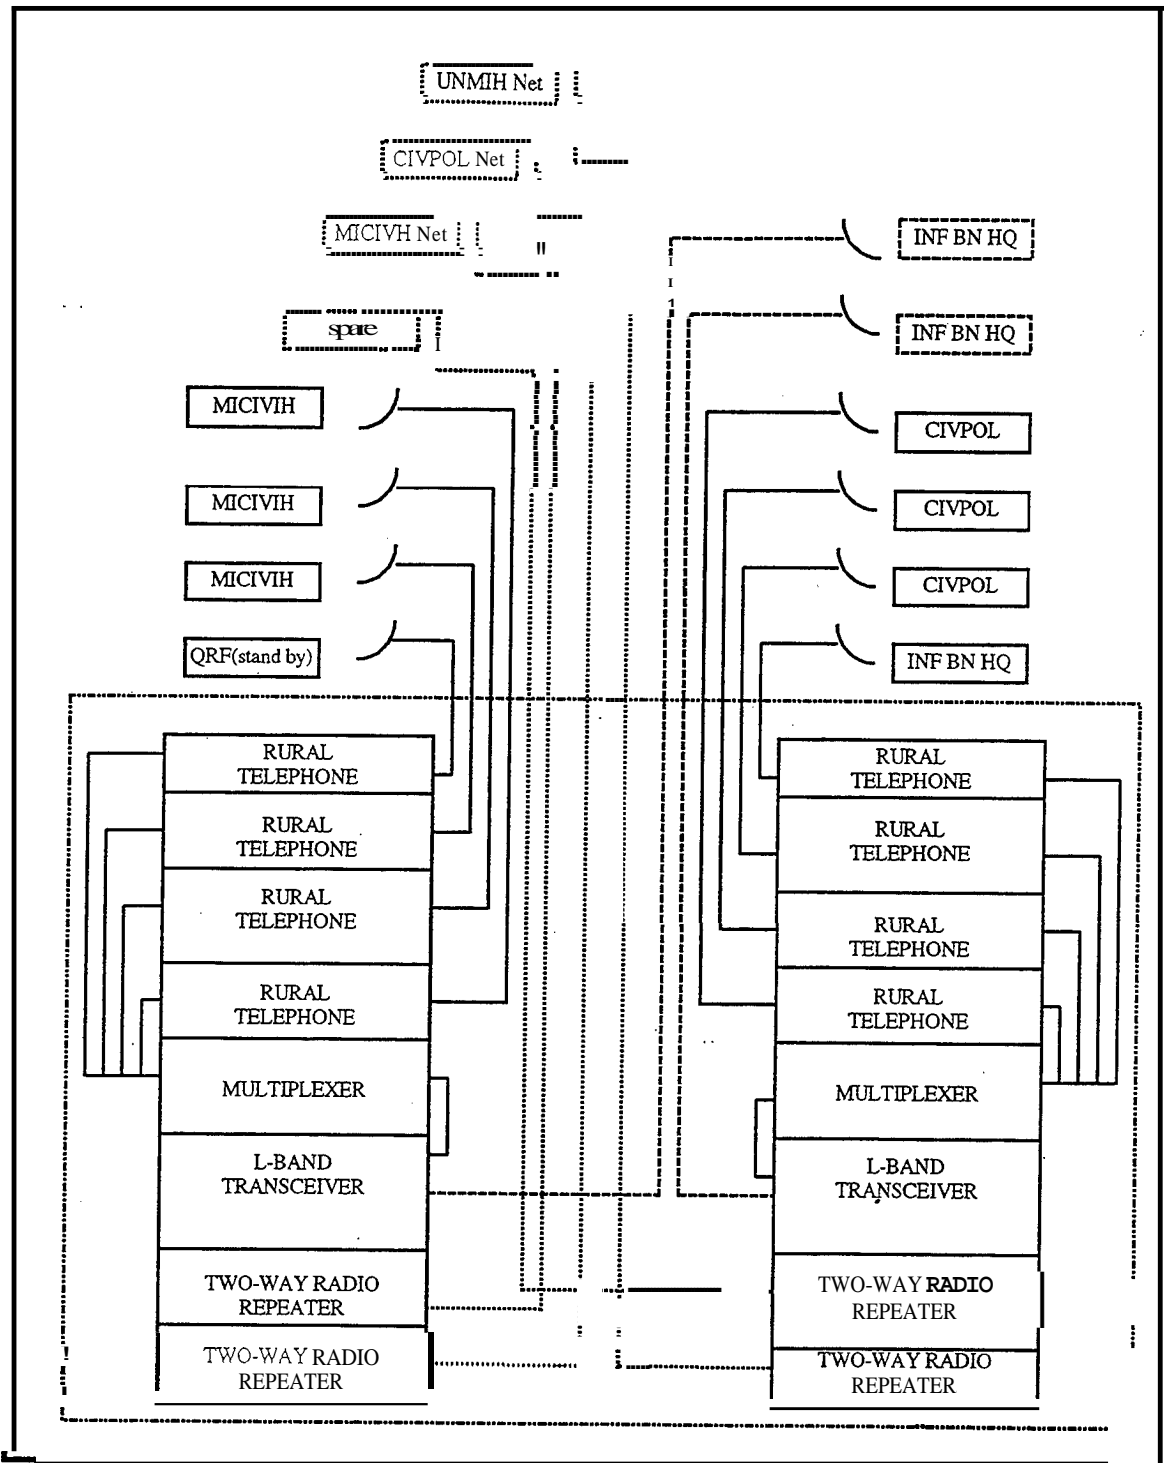 UNMIH Net
CIVPOL Net
MICIVH Net
spare
MICIVIH
MICIVIH
MICIVIH
QRF(stand by)
INF BN HQ
INF BN HQ
CIVPOL
CIVPOL
CIVPOL
INF BN HQ
RURAL
TELEPHONE
RURAL
TELEPHONE
RURAL
TELEPHONE
RURAL
TELEPHONE
MULTIPLEXER
L-BAND
TRANSCEIVER
TWO-WAY RADIO
REPEATER
TWO-WAY RADIO
REPEATER
RURAL
TELEPHONE
RURAL
TELEPHONE
RURAL
TELEPHONE
RURAL
TELEPHONE
MULTIPLEXER
L-BAND
TRANSCEIVER
TWO-WAY RADIO
REPEATER
TWO-WAY RADIO
REPEATER